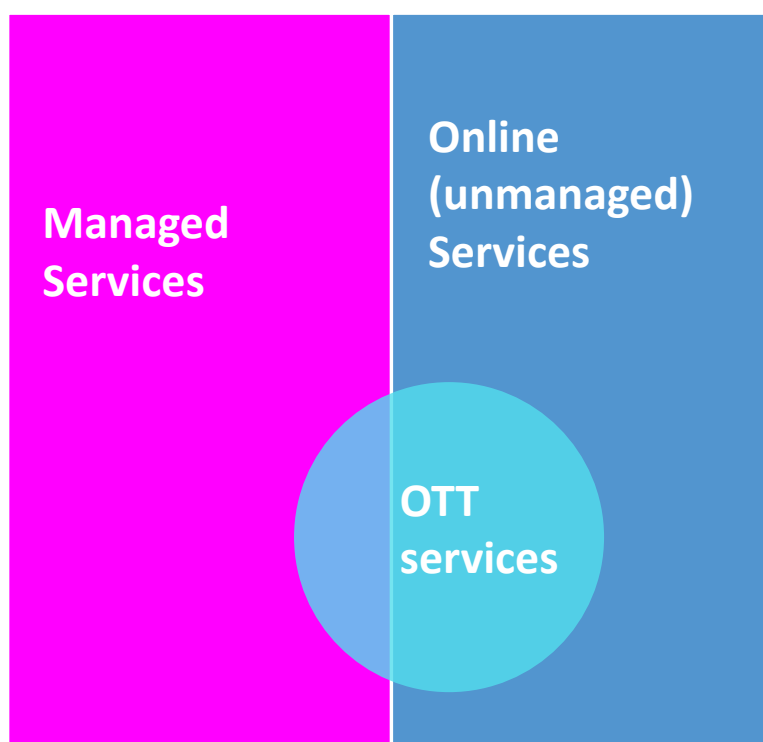 Managed
Services
Online
(unmanaged)
Services
OTT
services